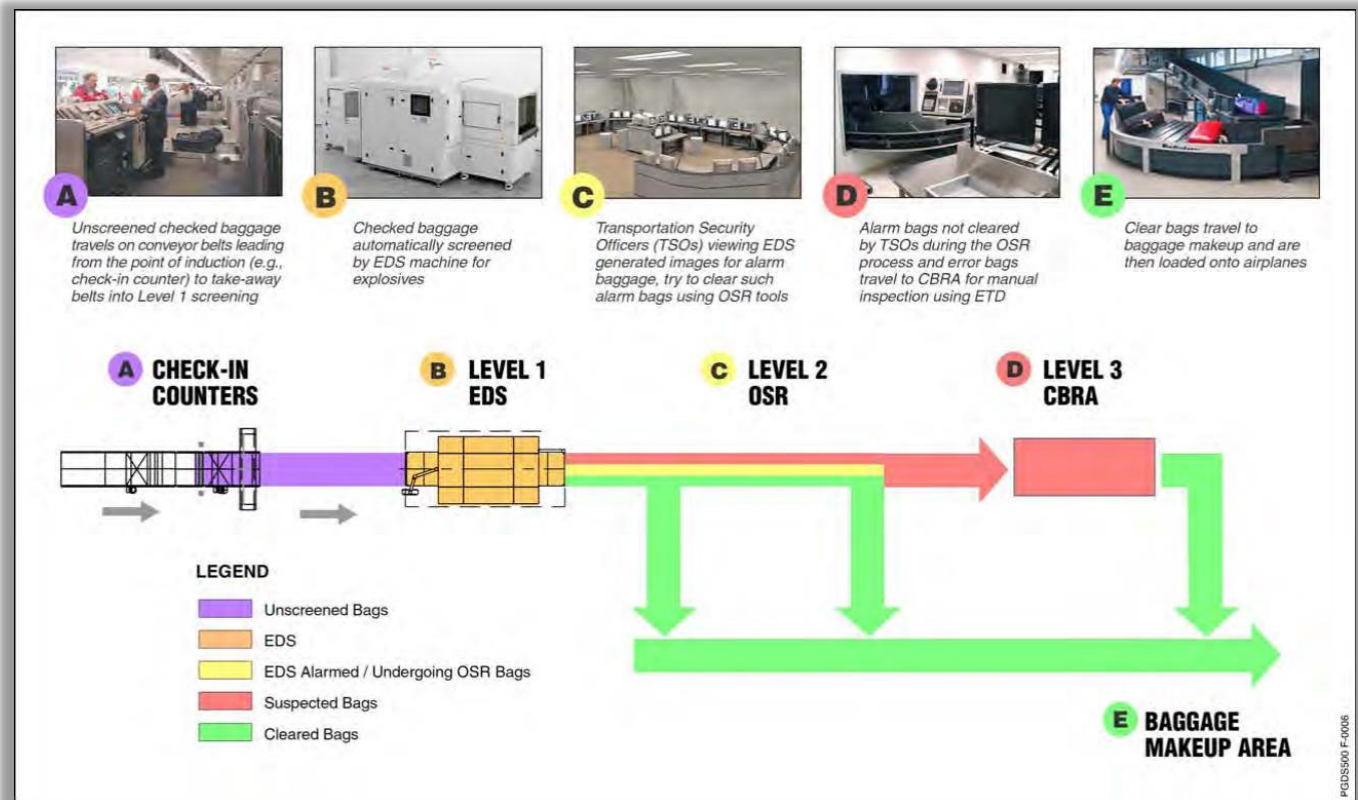 A
Unscreened checked baggage
travels on conveyor belts leading
from the point of induction (e.g.,
check-in counter) to take-away
belts into Level 1 screening
B
Checked baggage
automatically screened
by EDS machine for
explosives
C
Transportation Security
Officers (TSOs) viewing EDS
generated images for alarm
baggage, try to clear such
alarm bags using OSR tools
D
Alarm bags not cleared
by TSOs during the OSR
process and error bags
travel to CBRA for manual
inspection using ETD
E
Clear bags travel to
baggage makeup and are
then loaded onto airplanes
A CHECK-IN
COUNTERS
B LEVEL 1
EDS
C LEVEL 2
OSR
D LEVEL 3
CBRA
LEGEND
Unscreened Bags
EDS
EDS Alarmed / Undergoing OSR Bags
Suspected Bags
Cleared Bags
E BAGGAGE
MAKEUP AREA
PGDS500 F-0006